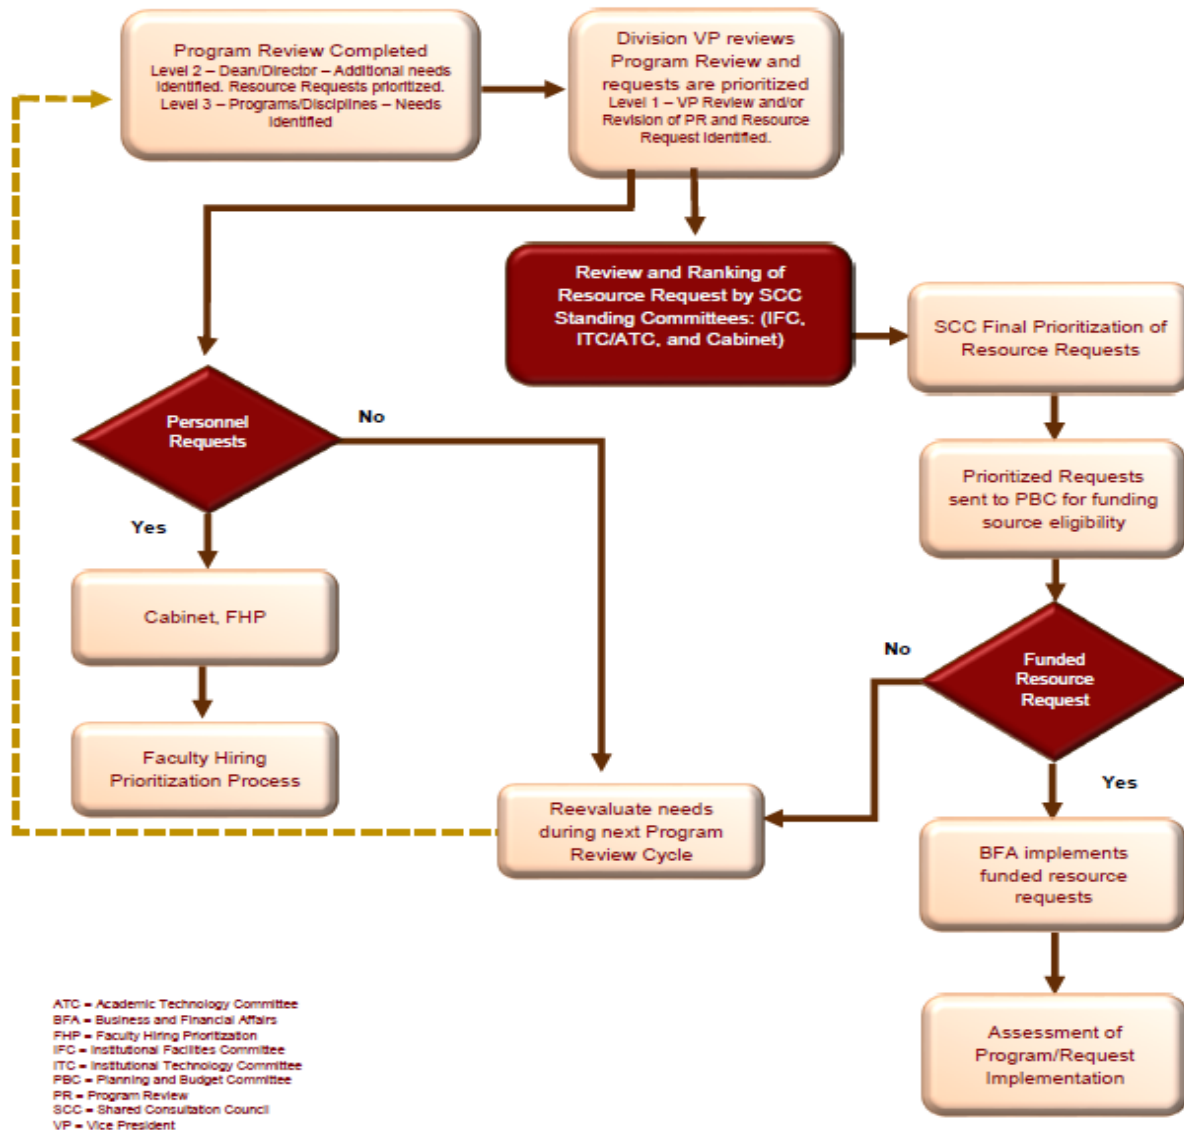 Program Review Completed
Level 2 – Dean/Director – Additional needs
identified. Resource Requests prioritized.
Level 3 – Programs/Disciplines – Needs
Identified
Division VP reviews
Program Review and
requests are prioritized
Level 1 – VP Review and/or
Revision of PR and Resource
Request identified.
Review and Ranking of
Resource Request by SCC
Standing Committees: (IFC,
ITC/ATC, and Cabinet)
SCC Final Prioritization of
Resource Requests
Personnel
Requests
No
Yes
Prioritized Requests
sent to PBC for funding
source eligibility
Cabinet, FHP
No
Funded
Resource
Request
Faculty Hiring
Prioritization Process
Yes
Reevaluate needs
during next Program
Review Cycle
BFA implements
funded resource
requests
Assessment of
Program/Request
Implementation
ATC = Academic Technology Committee
BFA = Business and Financial Affairs
FHP = Faculty Hiring Prioritization
IFC = Institutional Facilities Committee
ITC = Institutional Technology Committee
PBC = Planning and Budget Committee
PR = Program Review
SCC = Shared Consultation Council
VP = Vice President